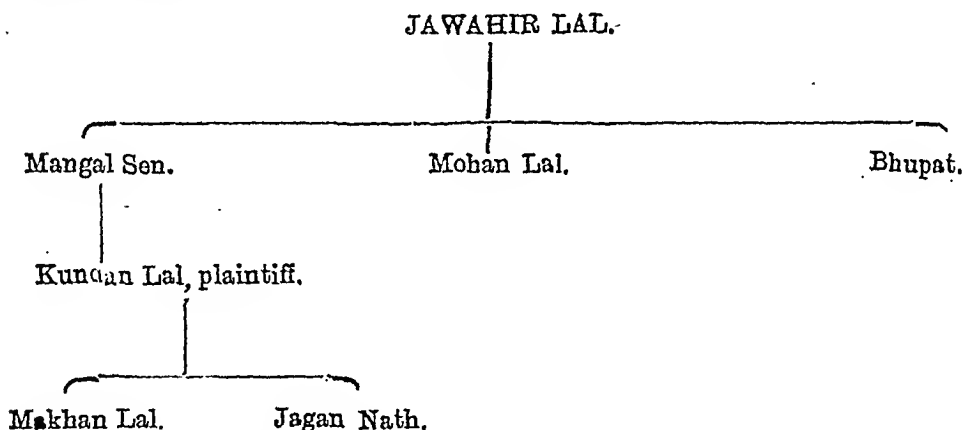 JAWAHIR LAL.
Mangal Sen. Mohan Lal. Bhupat.
Kundan Lal, plaintiff.
Makhan Lal. Jagan Nath.